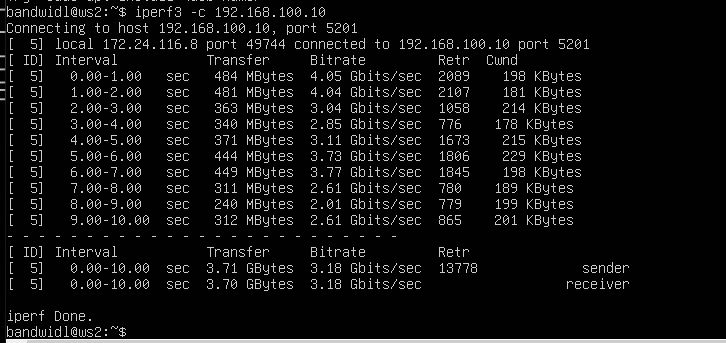 bandwidl@ws2:~$ iperf3 -c 192.168.100.10
Connecting to host 192.168.100.10, port 5201
[  5] local 172.24.116.8 port 49744 connected to 192.168.100.10 port 5201
[ ID] Interval           Transfer     Bitrate         Retr  Cwnd
[  5]   0.00-1.00   sec   484 MBytes  4.05 Gbits/sec  2089    198 KBytes
[  5]   1.00-2.00   sec   481 MBytes  4.04 Gbits/sec  2107    181 KBytes
[  5]   2.00-3.00   sec   363 MBytes  3.04 Gbits/sec  1058    214 KBytes
[  5]   3.00-4.00   sec   340 MBytes  2.85 Gbits/sec  776    178 KBytes
[  5]   4.00-5.00   sec   371 MBytes  3.11 Gbits/sec  1673    215 KBytes
[  5]   5.00-6.00   sec   444 MBytes  3.73 Gbits/sec  1806    229 KBytes
[  5]   6.00-7.00   sec   449 MBytes  3.77 Gbits/sec  1845    198 KBytes
[  5]   7.00-8.00   sec   311 MBytes  2.61 Gbits/sec  780    189 KBytes
[  5]   8.00-9.00   sec   240 MBytes  2.01 Gbits/sec  779    199 KBytes
[  5]   9.00-10.00  sec   312 MBytes  2.61 Gbits/sec  865    201 KBytes
- - - - - - - - - - - - - - - - - - - - - - - - -
[ ID] Interval           Transfer     Bitrate         Retr
[  5]   0.00-10.00  sec  3.71 GBytes  3.18 Gbits/sec  13778             sender
[  5]   0.00-10.00  sec  3.70 GBytes  3.18 Gbits/sec                  receiver
iperf Done.
bandwidl@ws2:~$